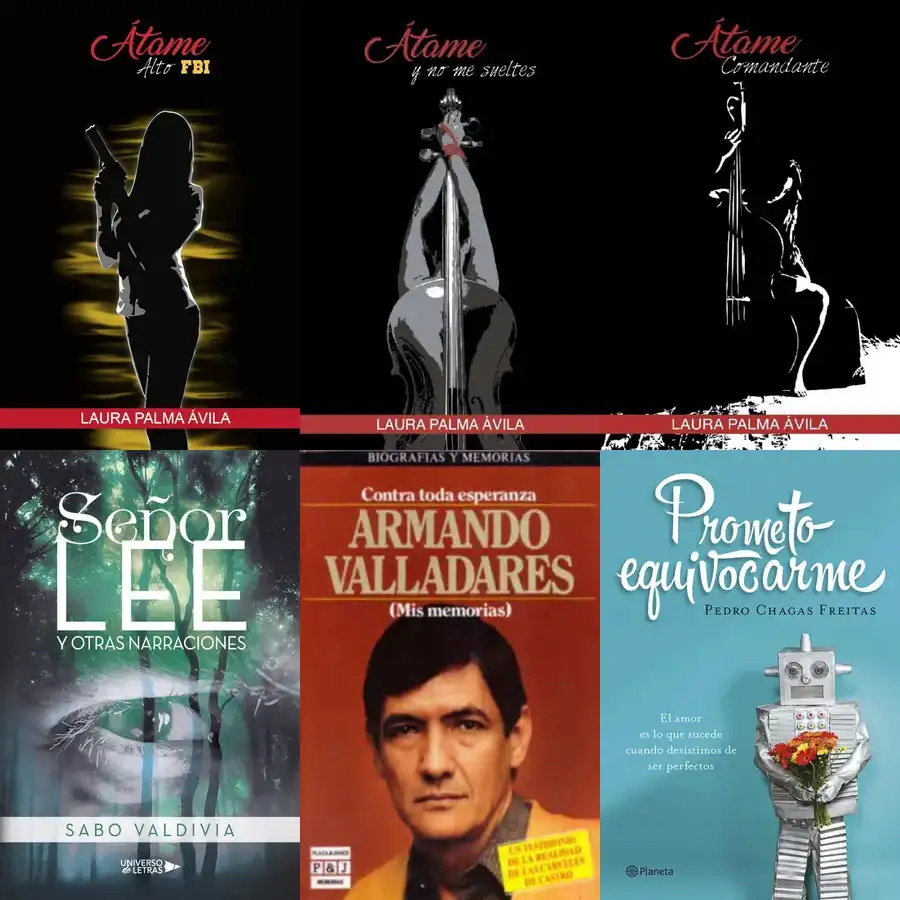 Átame
Alto FBI
LAURA PALMA ÁVILA
Átame
y no me sueltes
LAURA PALMA ÁVILA
Átame
Comandante
LAURA PALMA ÁVILA
Señor
LEE
Y OTRAS NARRACIONES
SABO VALDIVIA
UNIVERSO
de LETRAS
BIOGRAFIAS Y MEMORIAS
Contra toda esperanza
ARMANDO
VALLADARES
(Mis memorias)
PLAZA & JANES
P&J
MEMORIAS
UN TESTIMONIO
DE LA REALIDAD
DE LAS CARCELES
DE CASTRO
Prometo
equivocarme
PEDRO CHAGAS FREITAS
El amor
es lo que sucede
cuando desistimos de
ser perfectos
Planeta